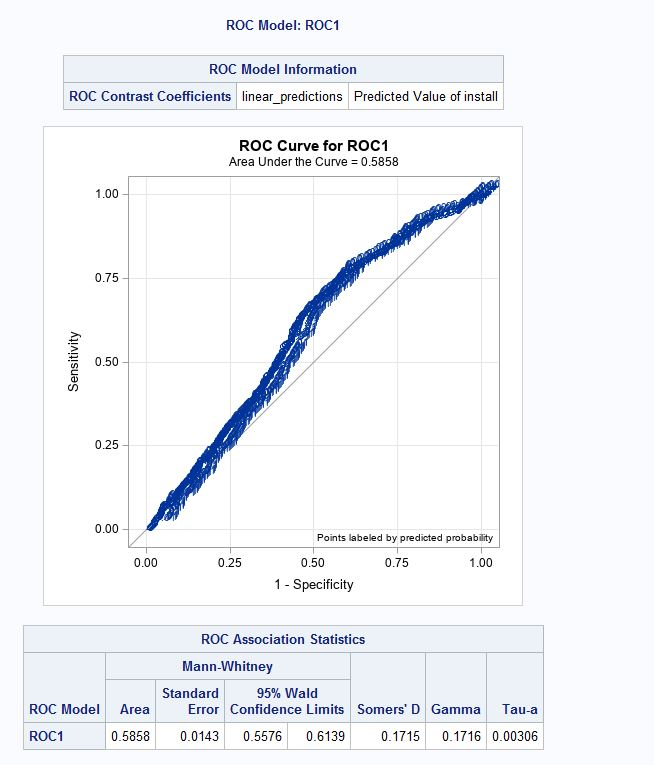 ROC Model: ROC1
ROC Model Information
ROC Contrast Coefficients linear_predictions Predicted Value of install
ROC Curve for ROC1
Area Under the Curve = 0.5858
1.00
0.75
0.50
0.25
0.00
Sensitivity
Points labeled by predicted probability
0.00 0.25 0.50 0.75 1.00
1 - Specificity
ROC Association Statistics
Mann-Whitney
Standard 95% Wald
ROC Model Area Error Confidence Limits Somers' D Gamma Tau-a
ROC1 0.5858 0.0143 0.5576 0.6139 0.1715 0.1716 0.00306